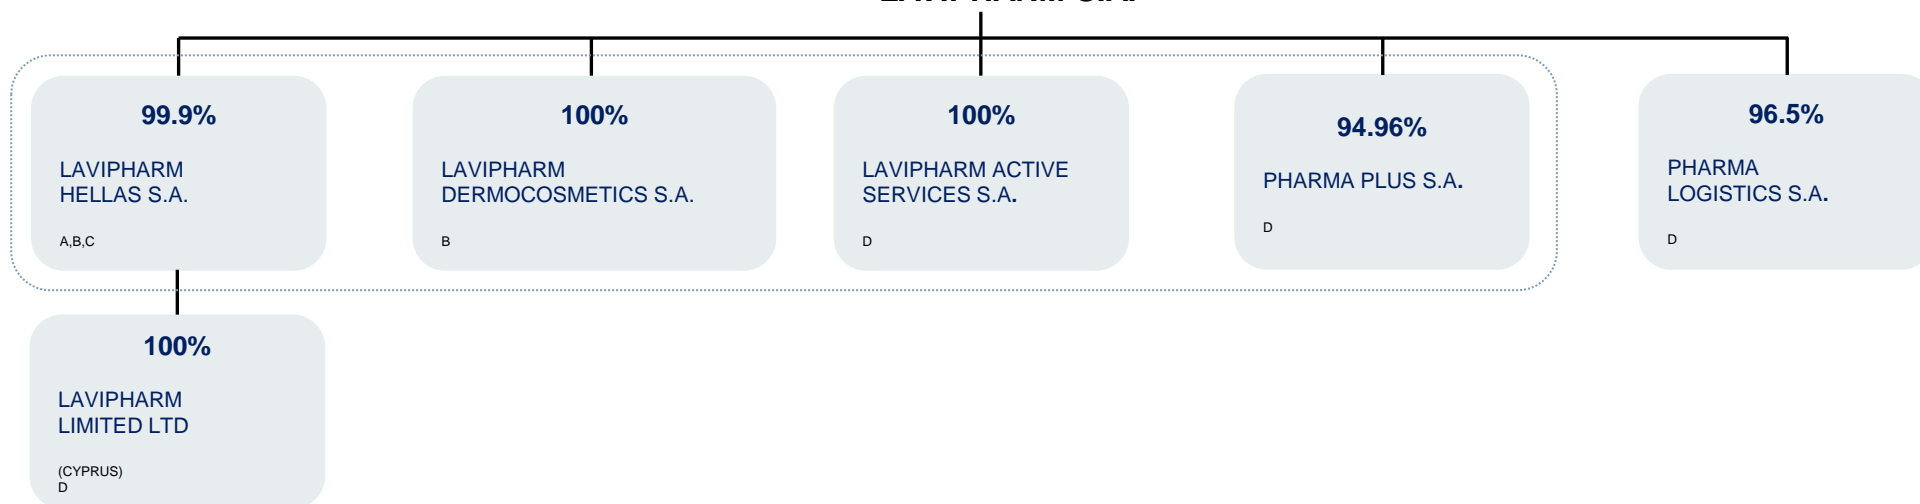 LAVIPHARM S.A.
99.9%
LAVIPHARM
HELLAS S.A.
A,B,C
100%
LAVIPHARM
DERMOCOSMETICS S.A.
B
100%
LAVIPHARM ACTIVE
SERVICES S.A.
D
94.96%
PHARMA PLUS S.A.
D
96.5%
PHARMA
LOGISTICS S.A.
D
100%
LAVIPHARM
LIMITED LTD
(CYPRUS)
D